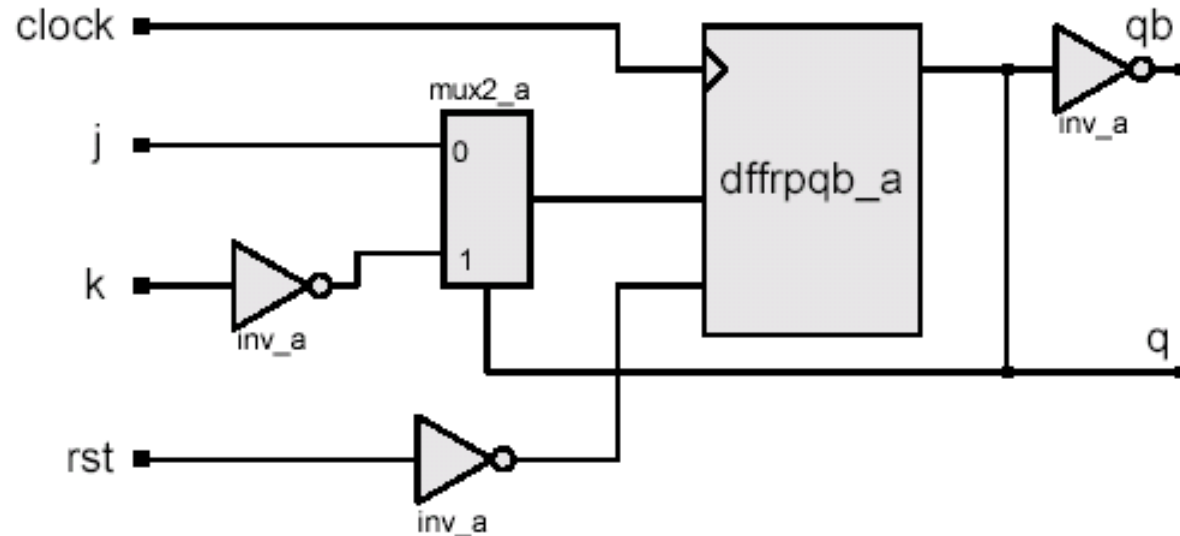 clock
qb
mux2_a
inv_a
j
0
dffrpqb_a
1
k
inv_a
q
rst
inv_a